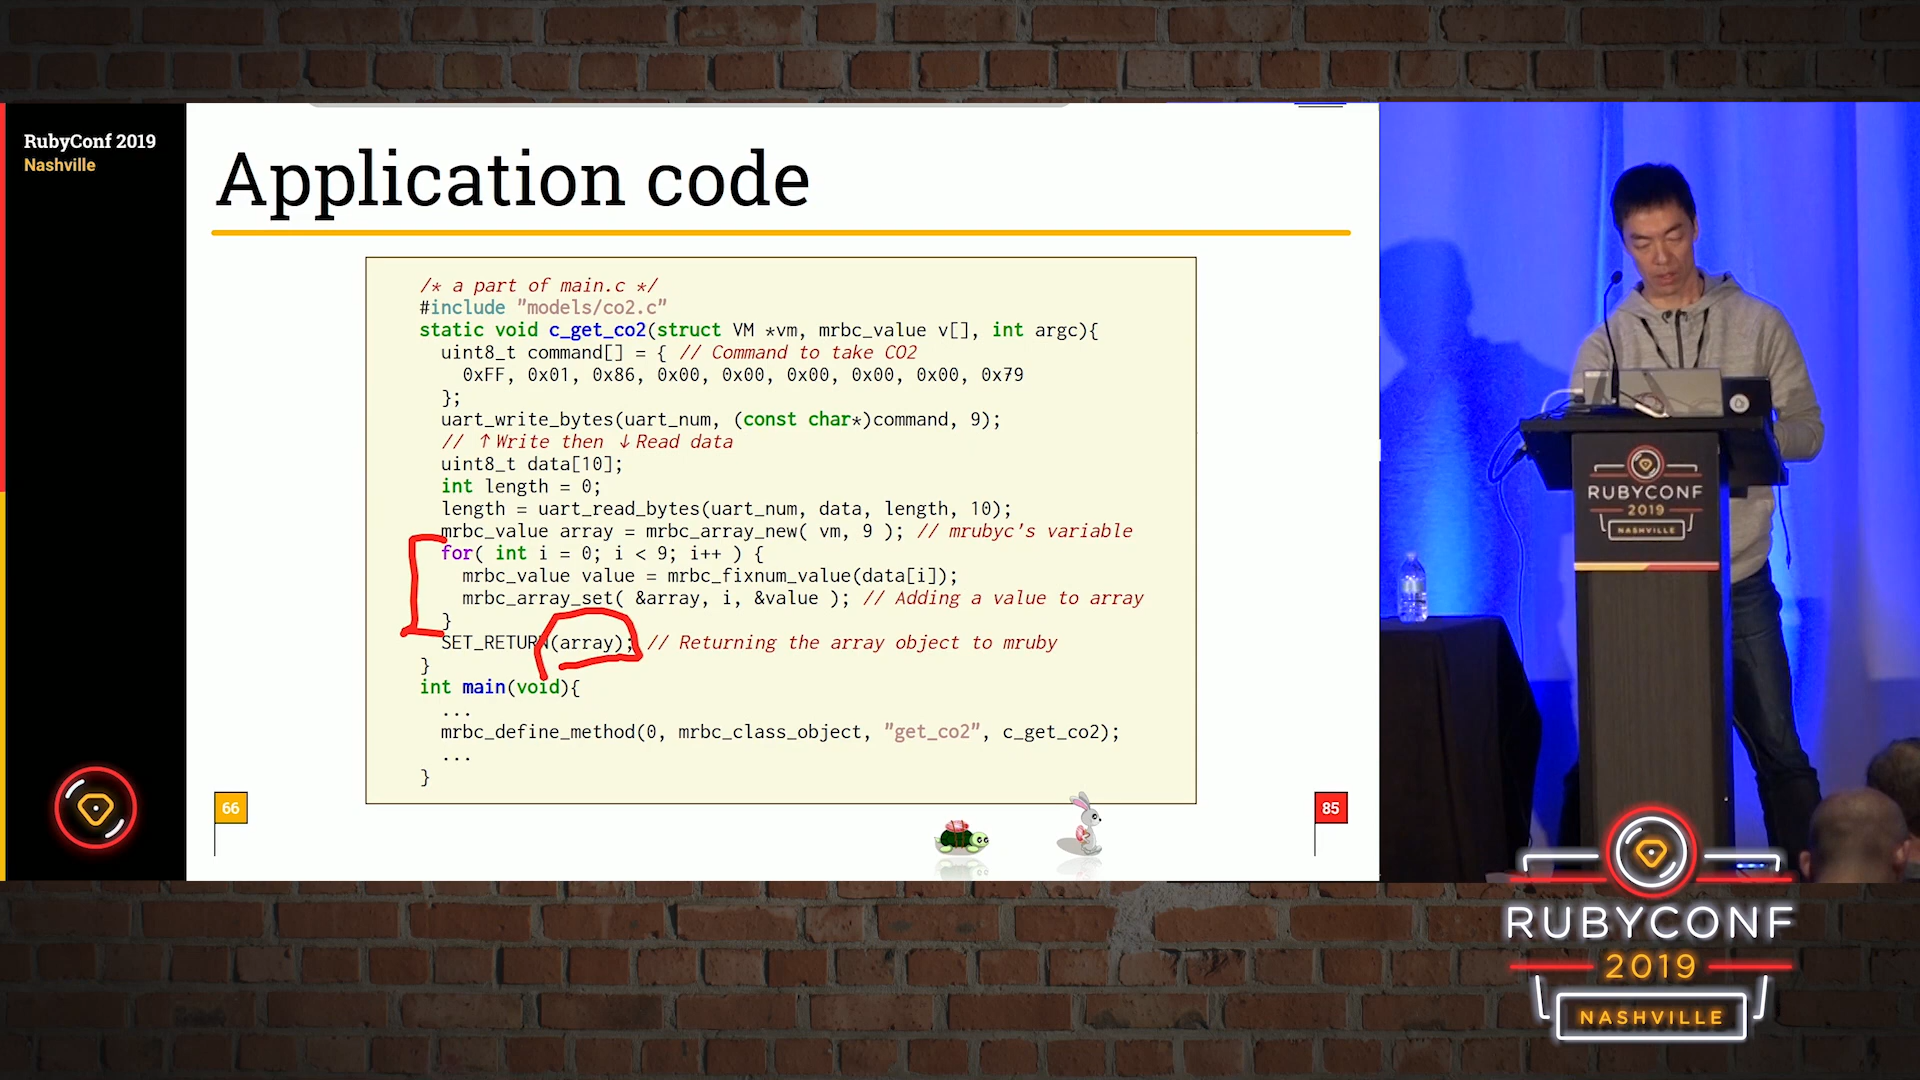 RubyConf 2019
Nashville
Application code
/* a part of main.c */
#include "models/co2.c"
static void c_get_co2(struct VM *vm, mrbc_value v[], int argc){
uint8_t command[] = { // Command to take CO2
0xFF, 0x01, 0x86, 0x00, 0x00, 0x00, 0x00, 0x00, 0x79
};
uart_write_bytes(uart_num, (const char*)command, 9);
// ↑Write then ↓Read data
uint8_t data[10];
int length = 0;
length = uart_read_bytes(uart_num, data, length, 10);
mrbc_value array = mrbc_array_new( vm, 9 ); // mrubyc's variable
for( int i = 0; i < 9; i++ ) {
mrbc_value value = mrbc_fixnum_value(data[i]);
mrbc_array_set( &array, i, &value ); // Adding a value to array
}
SET_RETURN(array); // Returning the array object to mruby
}
int main(void){
...
mrbc_define_method(0, mrbc_class_object, "get_co2", c_get_co2);
...
}
66
85
RUBYCONF
2019
NASHVILLE
RUBYCONF
2019
NASHVILLE